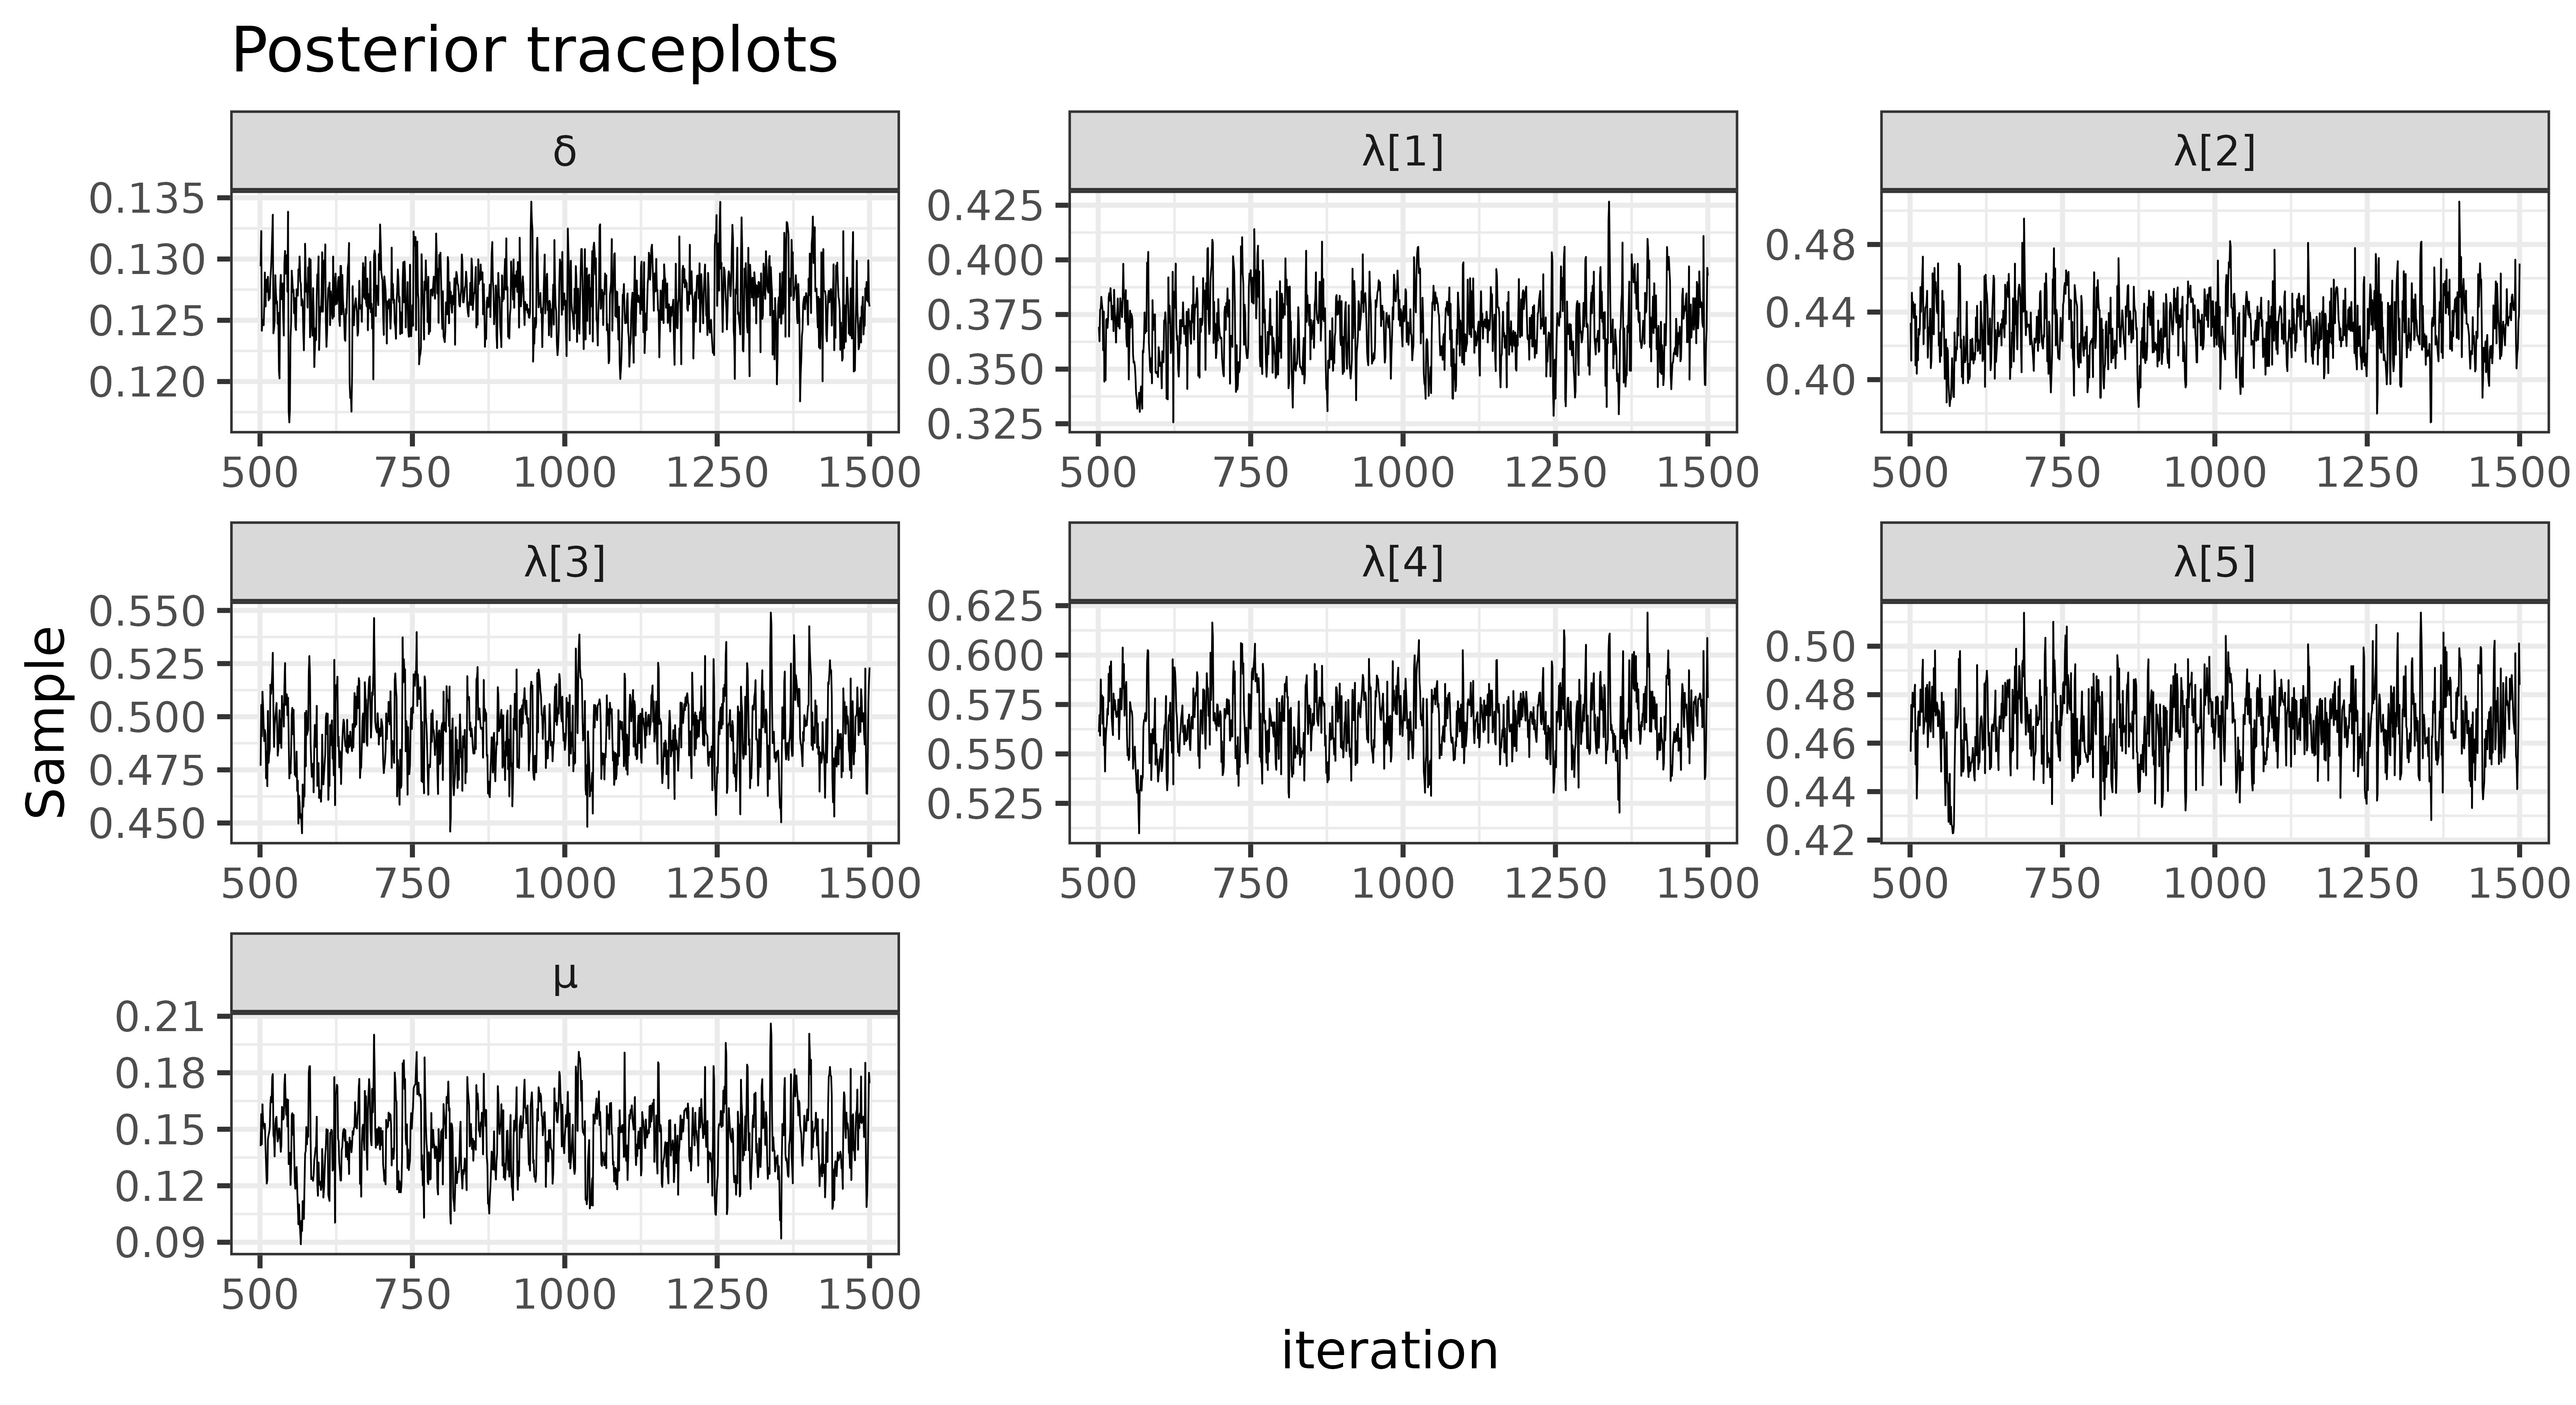 Posterior traceplots
δ
λ[1]
λ[2]
0.135
0.130
0.125
0.120
0.425
0.400
0.375
0.350
0.325
0.48
0.44
0.40
500 750 1000 1250 1500
500 750 1000 1250 1500
500 750 1000 1250 1500
λ[3]
λ[4]
λ[5]
Sample
0.550
0.525
0.500
0.475
0.450
0.625
0.600
0.575
0.550
0.525
0.50
0.48
0.46
0.44
0.42
500 750 1000 1250 1500
500 750 1000 1250 1500
500 750 1000 1250 1500
μ
0.21
0.18
0.15
0.12
0.09
500 750 1000 1250 1500
iteration